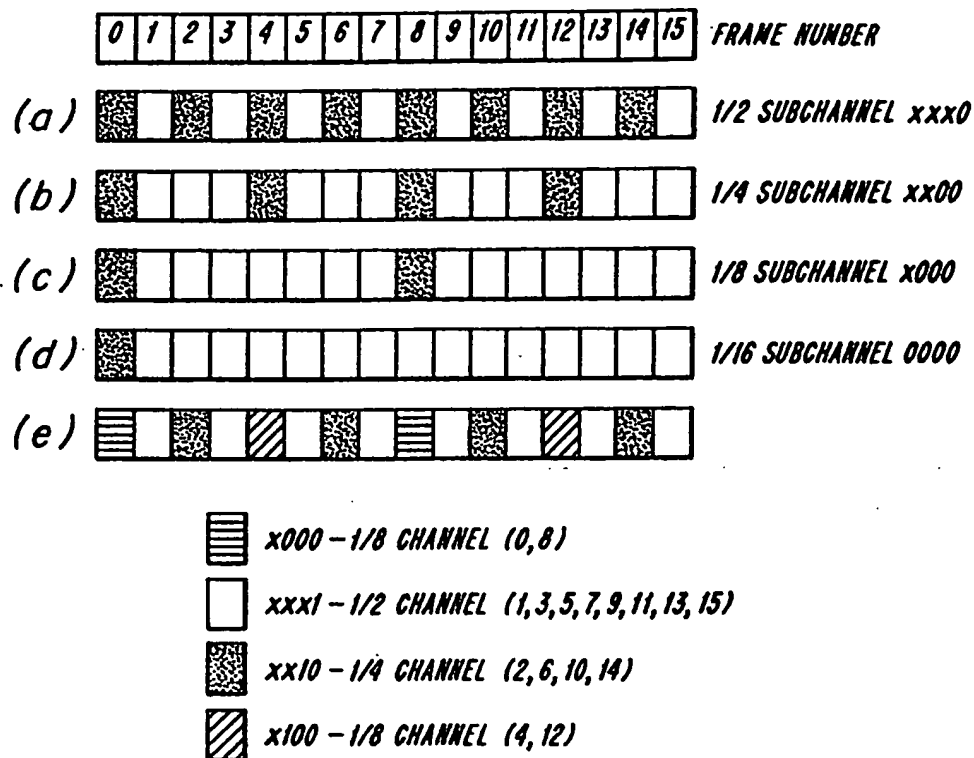 0 1 2 3 4 5 6 7 8 9 10 11 12 13 14 15 FRAME NUMBER
(a) 1/2 SUBCHANNEL xxx0
(b) 1/4 SUBCHANNEL xx00
(c) 1/8 SUBCHANNEL x000
(d) 1/16 SUBCHANNEL 0000
(e)
x000 – 1/8 CHANNEL (0,8)
xxx1 – 1/2 CHANNEL (1,3,5,7,9,11,13,15)
xx10 – 1/4 CHANNEL (2,6,10,14)
x100 – 1/8 CHANNEL (4,12)